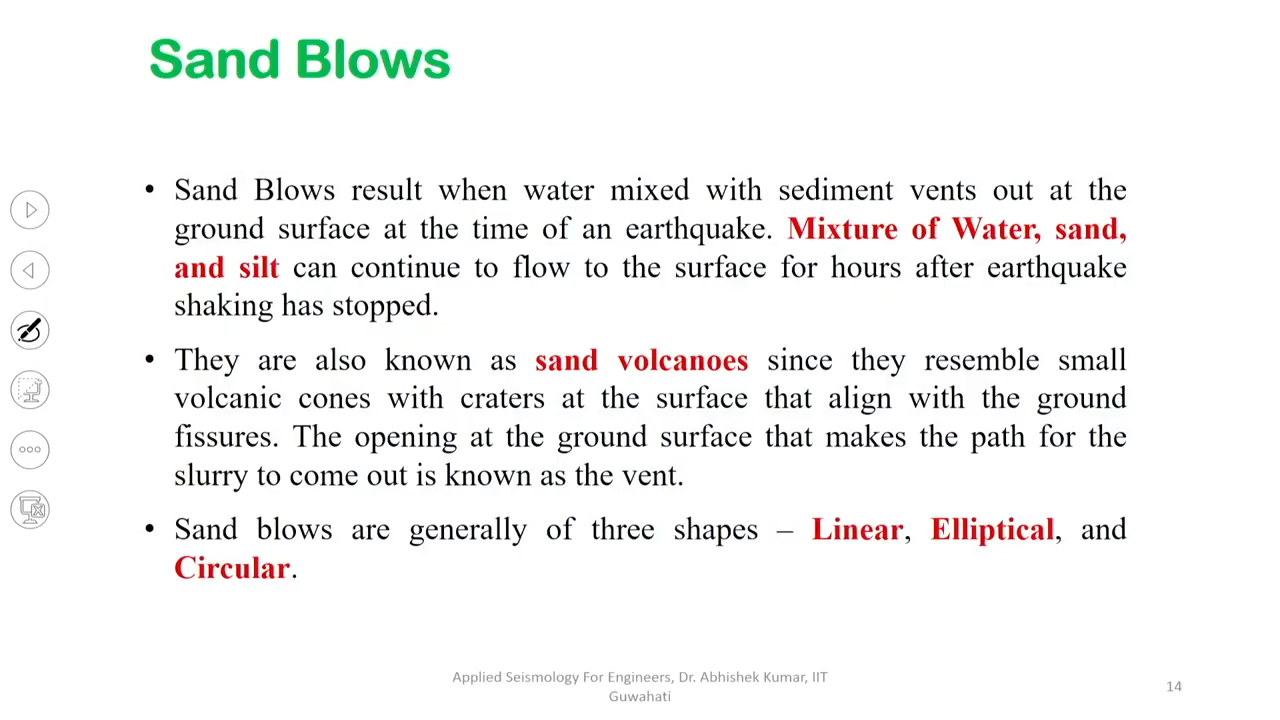 Sand Blows
• Sand Blows result when water mixed with sediment vents out at the
ground surface at the time of an earthquake. Mixture of Water, sand,
and silt can continue to flow to the surface for hours after earthquake
shaking has stopped.
• They are also known as sand volcanoes since they resemble small
volcanic cones with craters at the surface that align with the ground
fissures. The opening at the ground surface that makes the path for the
slurry to come out is known as the vent.
• Sand blows are generally of three shapes – Linear, Elliptical, and
Circular.
Applied Seismology For Engineers, Dr. Abhishek Kumar, IIT
Guwahati
14